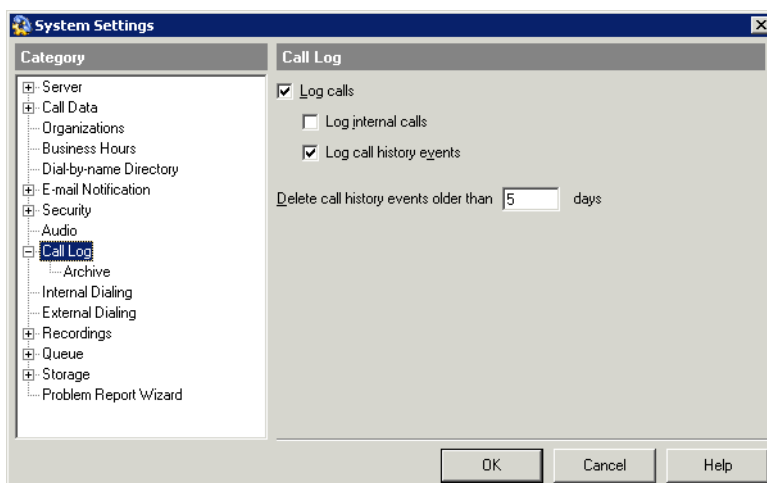 System Settings
Category
Server
Call Data
Organizations
Business Hours
Dial-by-name Directory
E-mail Notification
Security
Audio
Call Log
Archive
Internal Dialing
External Dialing
Recordings
Queue
Storage
Problem Report Wizard
Call Log
Log calls
Log internal calls
Log call history events
Delete call history events older than 5 days
OK Cancel Help